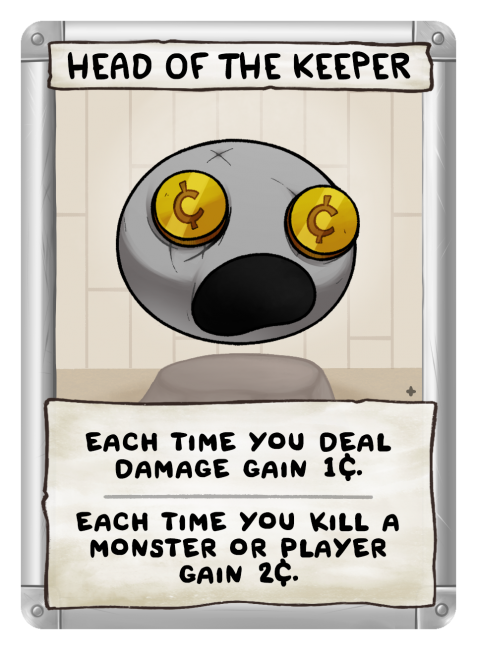 HEAD OF THE KEEPER
¢ ¢
EACH TIME YOU DEAL
DAMAGE GAIN 1¢.
EACH TIME YOU KILL A
MONSTER OR PLAYER
GAIN 2¢.